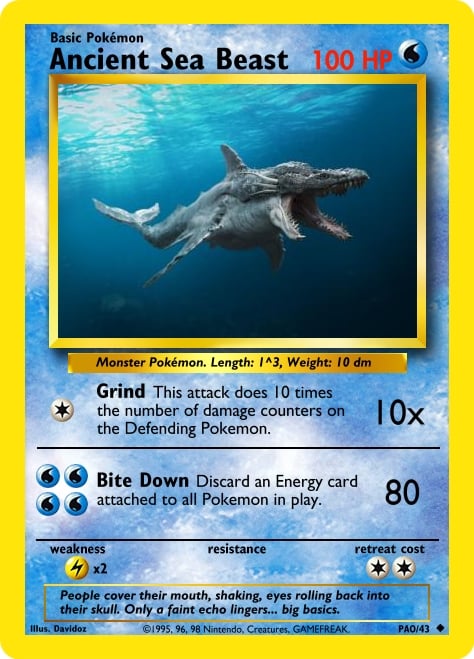 Basic Pokémon
Ancient Sea Beast 100 HP
Monster Pokémon. Length: 1^3, Weight: 10 dm
Grind This attack does 10 times
the number of damage counters on
the Defending Pokemon.
10x
Bite Down Discard an Energy card
attached to all Pokemon in play.
80
weakness resistance retreat cost
x2
People cover their mouth, shaking, eyes rolling back into
their skull. Only a faint echo lingers... big basics.
Illus. Davidoz ©1995, 96, 98 Nintendo, Creatures, GAMEFREAK. PAO/43